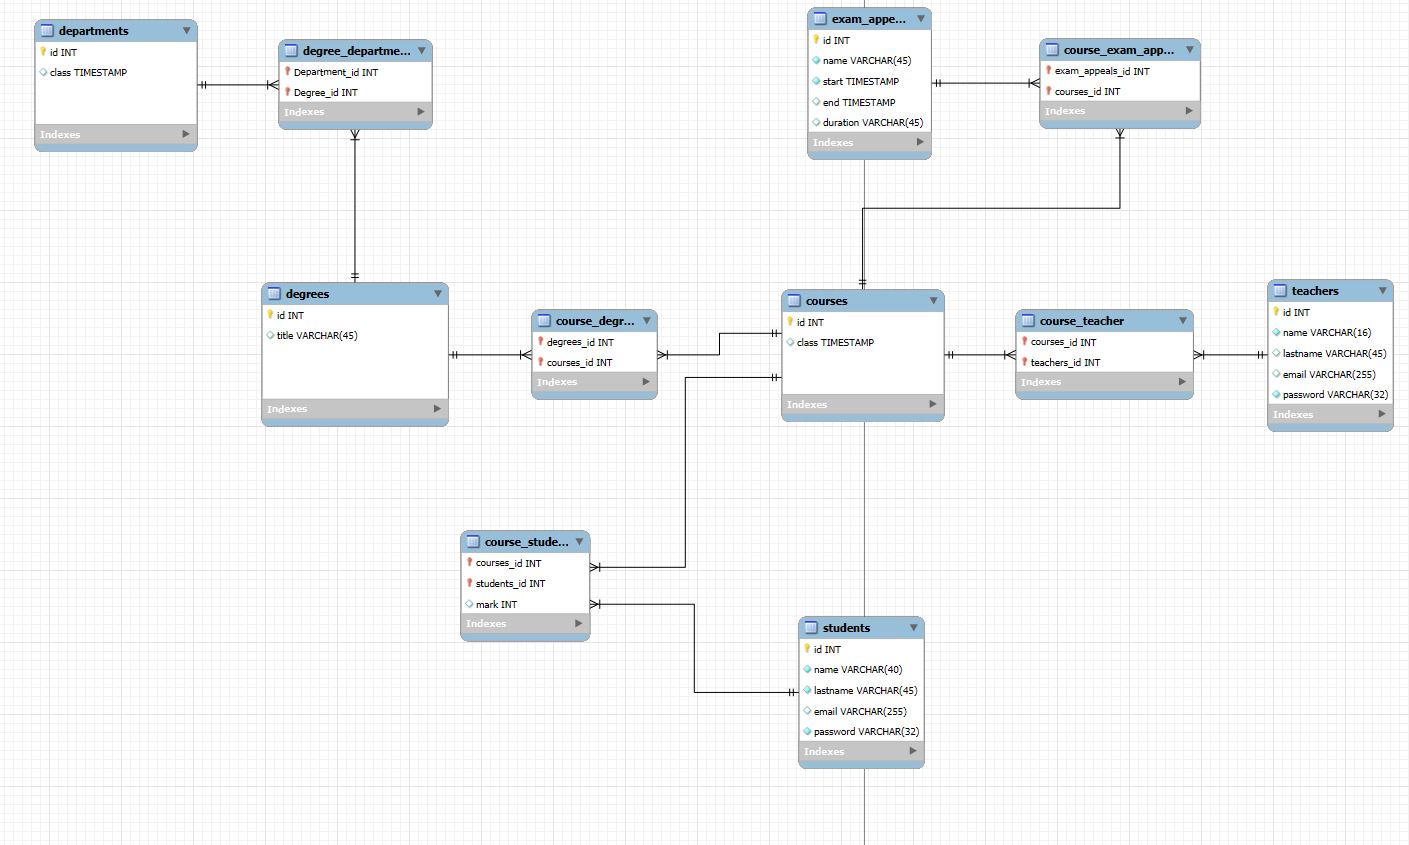 departments
id INT
class TIMESTAMP
Indexes
degree_departme...
Department_id INT
Degree_id INT
Indexes
exam_appe...
id INT
name VARCHAR(45)
start TIMESTAMP
end TIMESTAMP
duration VARCHAR(45)
Indexes
course_exam_app...
exam_appeals_id INT
courses_id INT
Indexes
degrees
id INT
title VARCHAR(45)
Indexes
course_degr...
degrees_id INT
courses_id INT
Indexes
courses
id INT
class TIMESTAMP
Indexes
course_teacher
courses_id INT
teachers_id INT
Indexes
teachers
id INT
name VARCHAR(16)
lastname VARCHAR(45)
email VARCHAR(255)
password VARCHAR(32)
Indexes
course_stude...
courses_id INT
students_id INT
mark INT
Indexes
students
id INT
name VARCHAR(40)
lastname VARCHAR(45)
email VARCHAR(255)
password VARCHAR(32)
Indexes